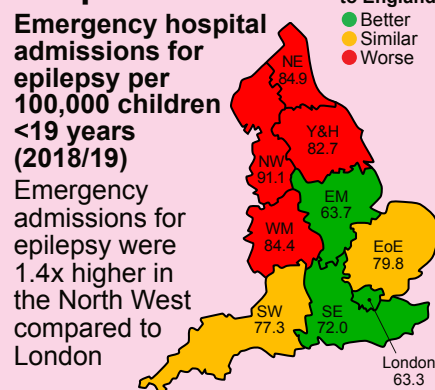 to England
Better
Similar
Worse
Emergency hospital
admissions for
epilepsy per
100,000 children
<19 years
(2018/19)
Emergency
admissions for
epilepsy were
1.4x higher in
the North West
compared to
London
NE
84.9
Y&H
82.7
NW
91.1
EM
63.7
WM
84.4
EoE
79.8
SW
77.3
SE
72.0
London
63.3